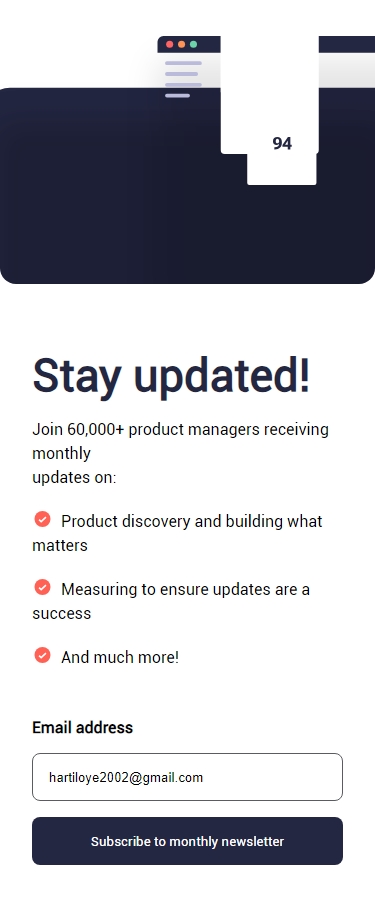 94
Stay updated!
Join 60,000+ product managers receiving
monthly
updates on:
Product discovery and building what
matters
Measuring to ensure updates are a
success
And much more!
Email address
hartiloye2002@gmail.com
Subscribe to monthly newsletter